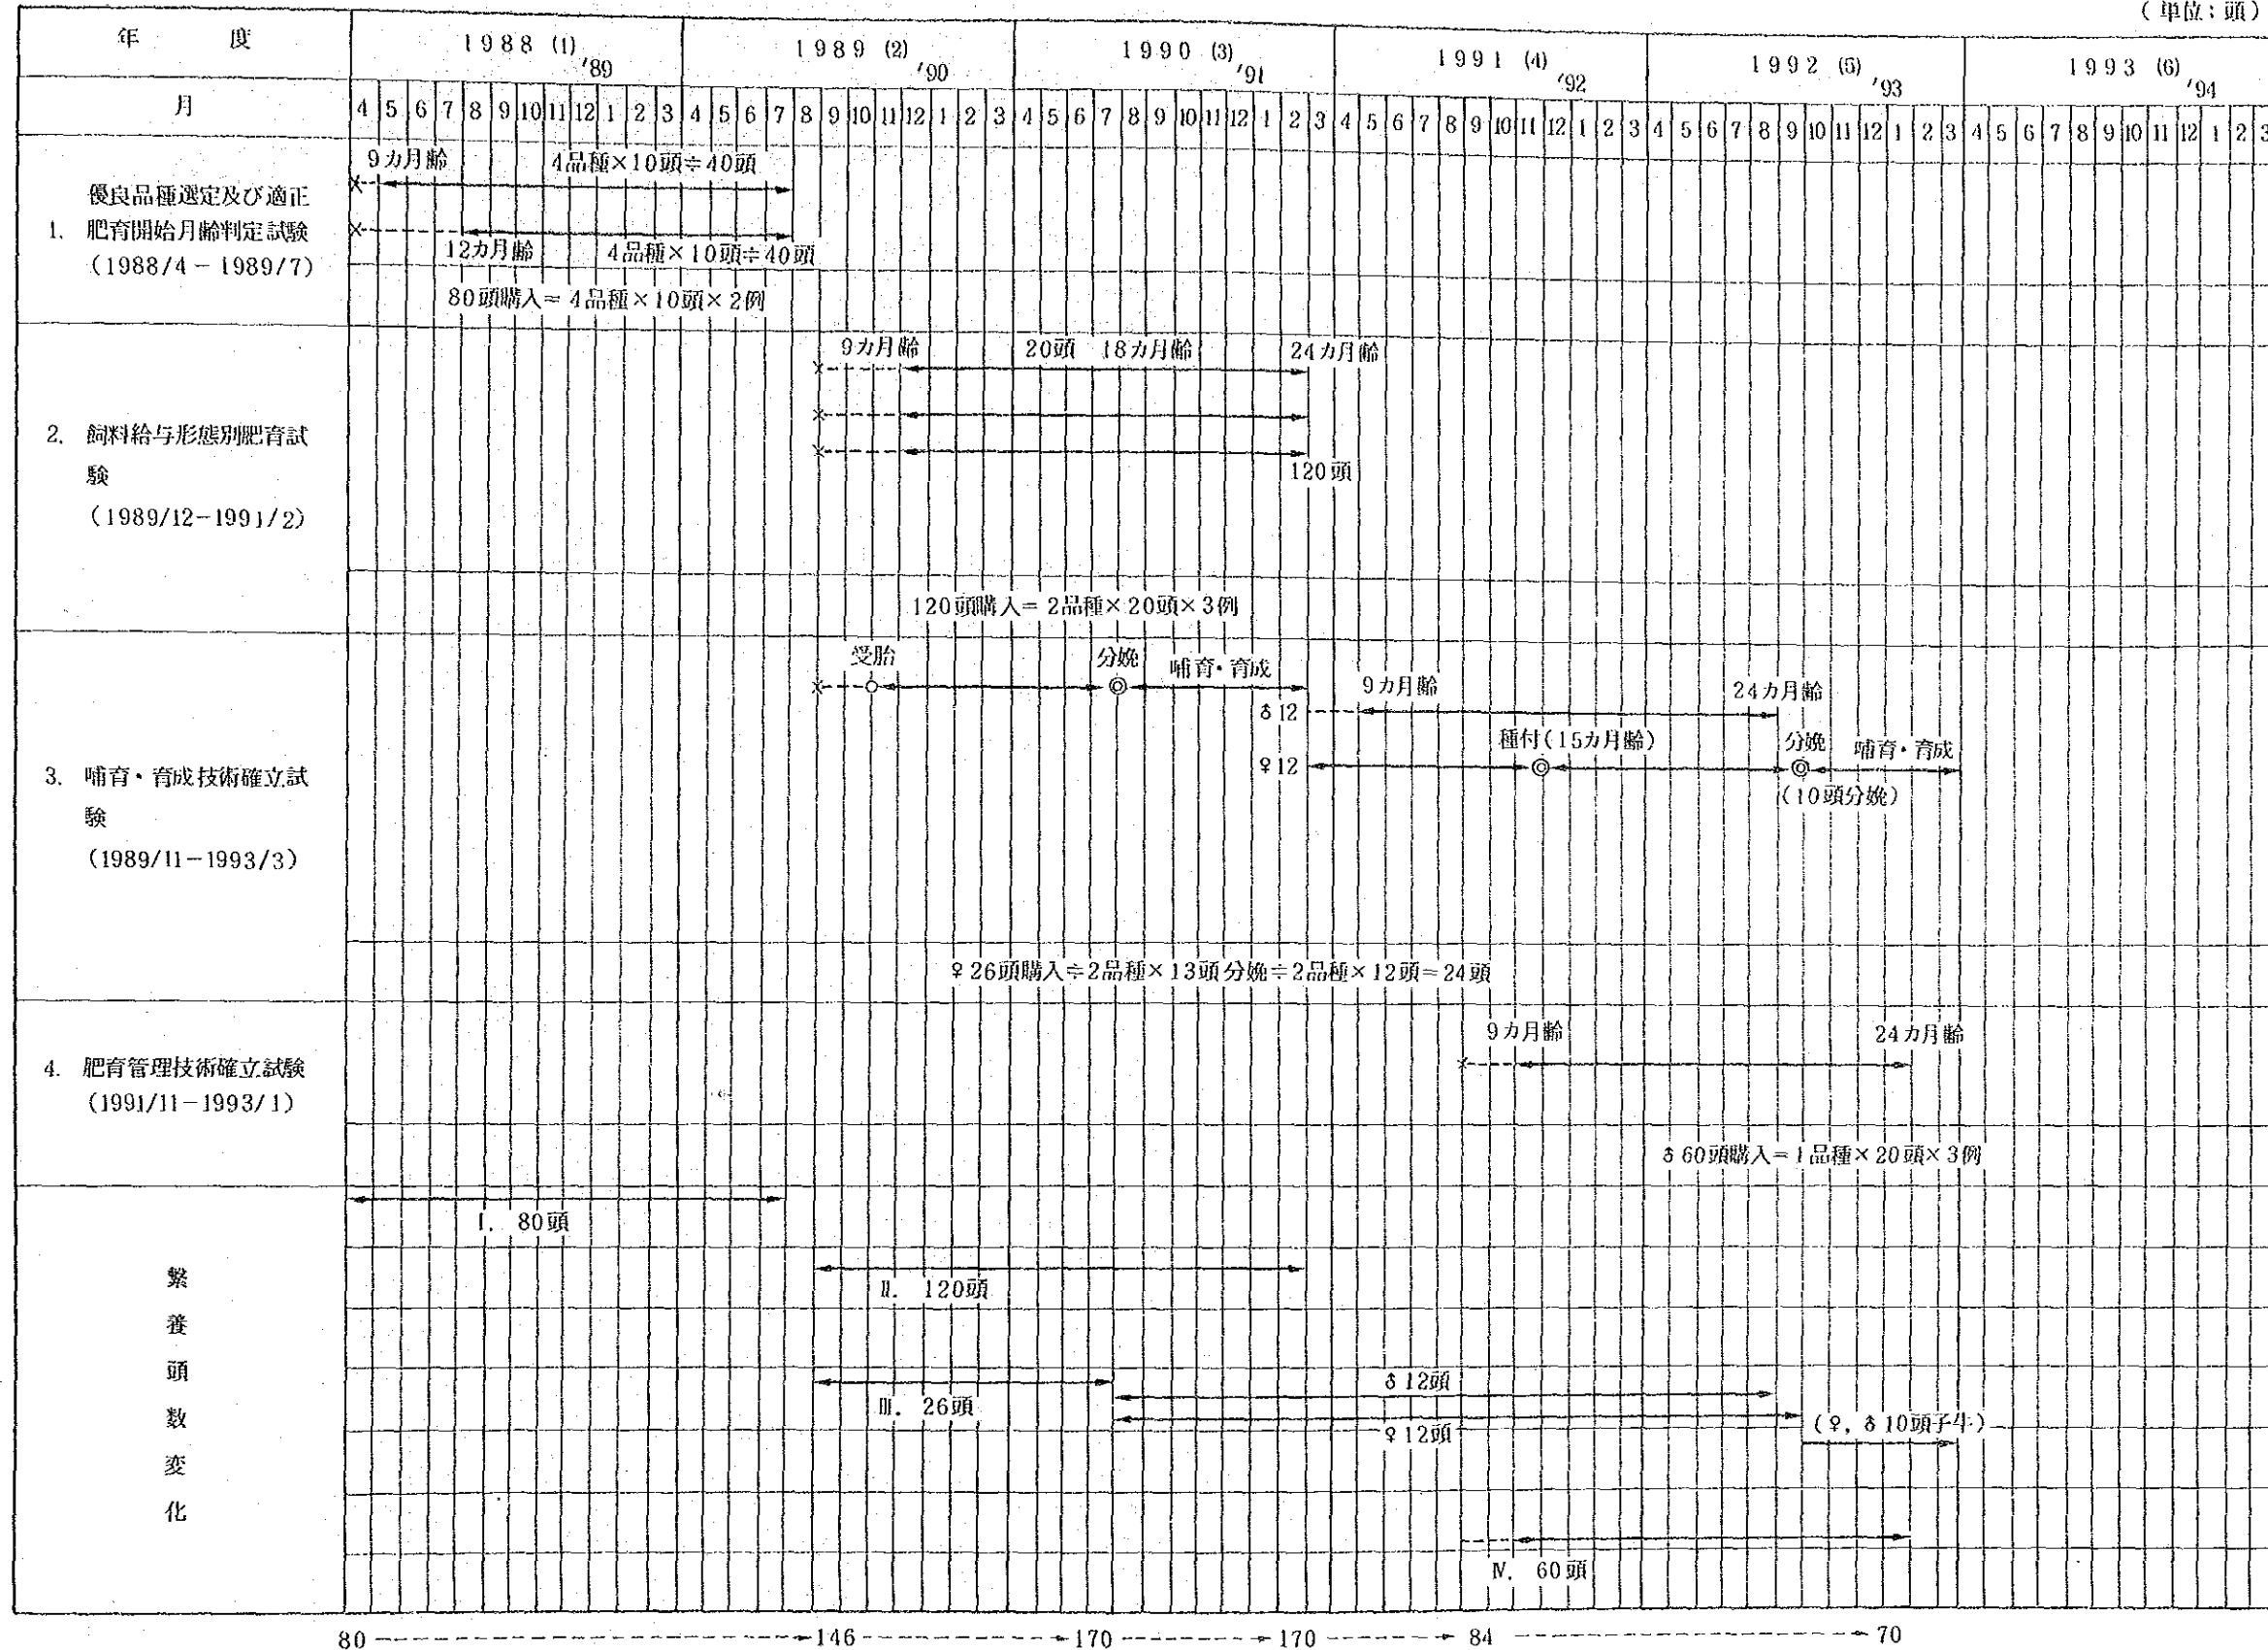 (単位:頭)
年 度
1988 (1) '89
1989 (2) '90
1990 (3) '91
1991 (4) '92
1992 (5) '93
1993 (6) '94
月
4 5 6 7 8 9 10 11 12 1 2 3 4 5 6 7 8 9 10 11 12 1 2 3 4 5 6 7 8 9 10 11 12 1 2 3 4 5 6 7 8 9 10 11 12 1 2 3 4 5 6 7 8 9 10 11 12 1 2 3 4 5 6 7 8 9 10 11 12 1 2 3
1. 優良品種選定及び適正
肥育開始月齢判定試験
(1988/4-1989/7)
9カ月齢 4品種×10頭≒40頭
12カ月齢 4品種×10頭≒40頭
80頭購入=4品種×10頭×2例
2. 飼料給与形態別肥育試
験
(1989/12-1991/2)
9カ月齢 20頭 18カ月齢 24カ月齢
120頭
120頭購入=2品種×20頭×3例
3. 哺育・育成技術確立試
験
(1989/11-1993/3)
受胎 分娩 哺育・育成
9カ月齢 24カ月齢
♂12
種付(15カ月齢) 分娩 哺育・育成
♀12
(10頭分娩)
♀26頭購入≒2品種×13頭分娩≒2品種×12頭=24頭
4. 肥育管理技術確立試験
(1991/11-1993/1)
9カ月齢 24カ月齢
♂60頭購入=1品種×20頭×3例
繋養頭数変化
Ⅰ. 80頭
Ⅱ. 120頭
Ⅲ. 26頭
♂12頭
♀12頭
(♀,♂10頭子牛)
Ⅳ. 60頭
80 146 170 170 84 70